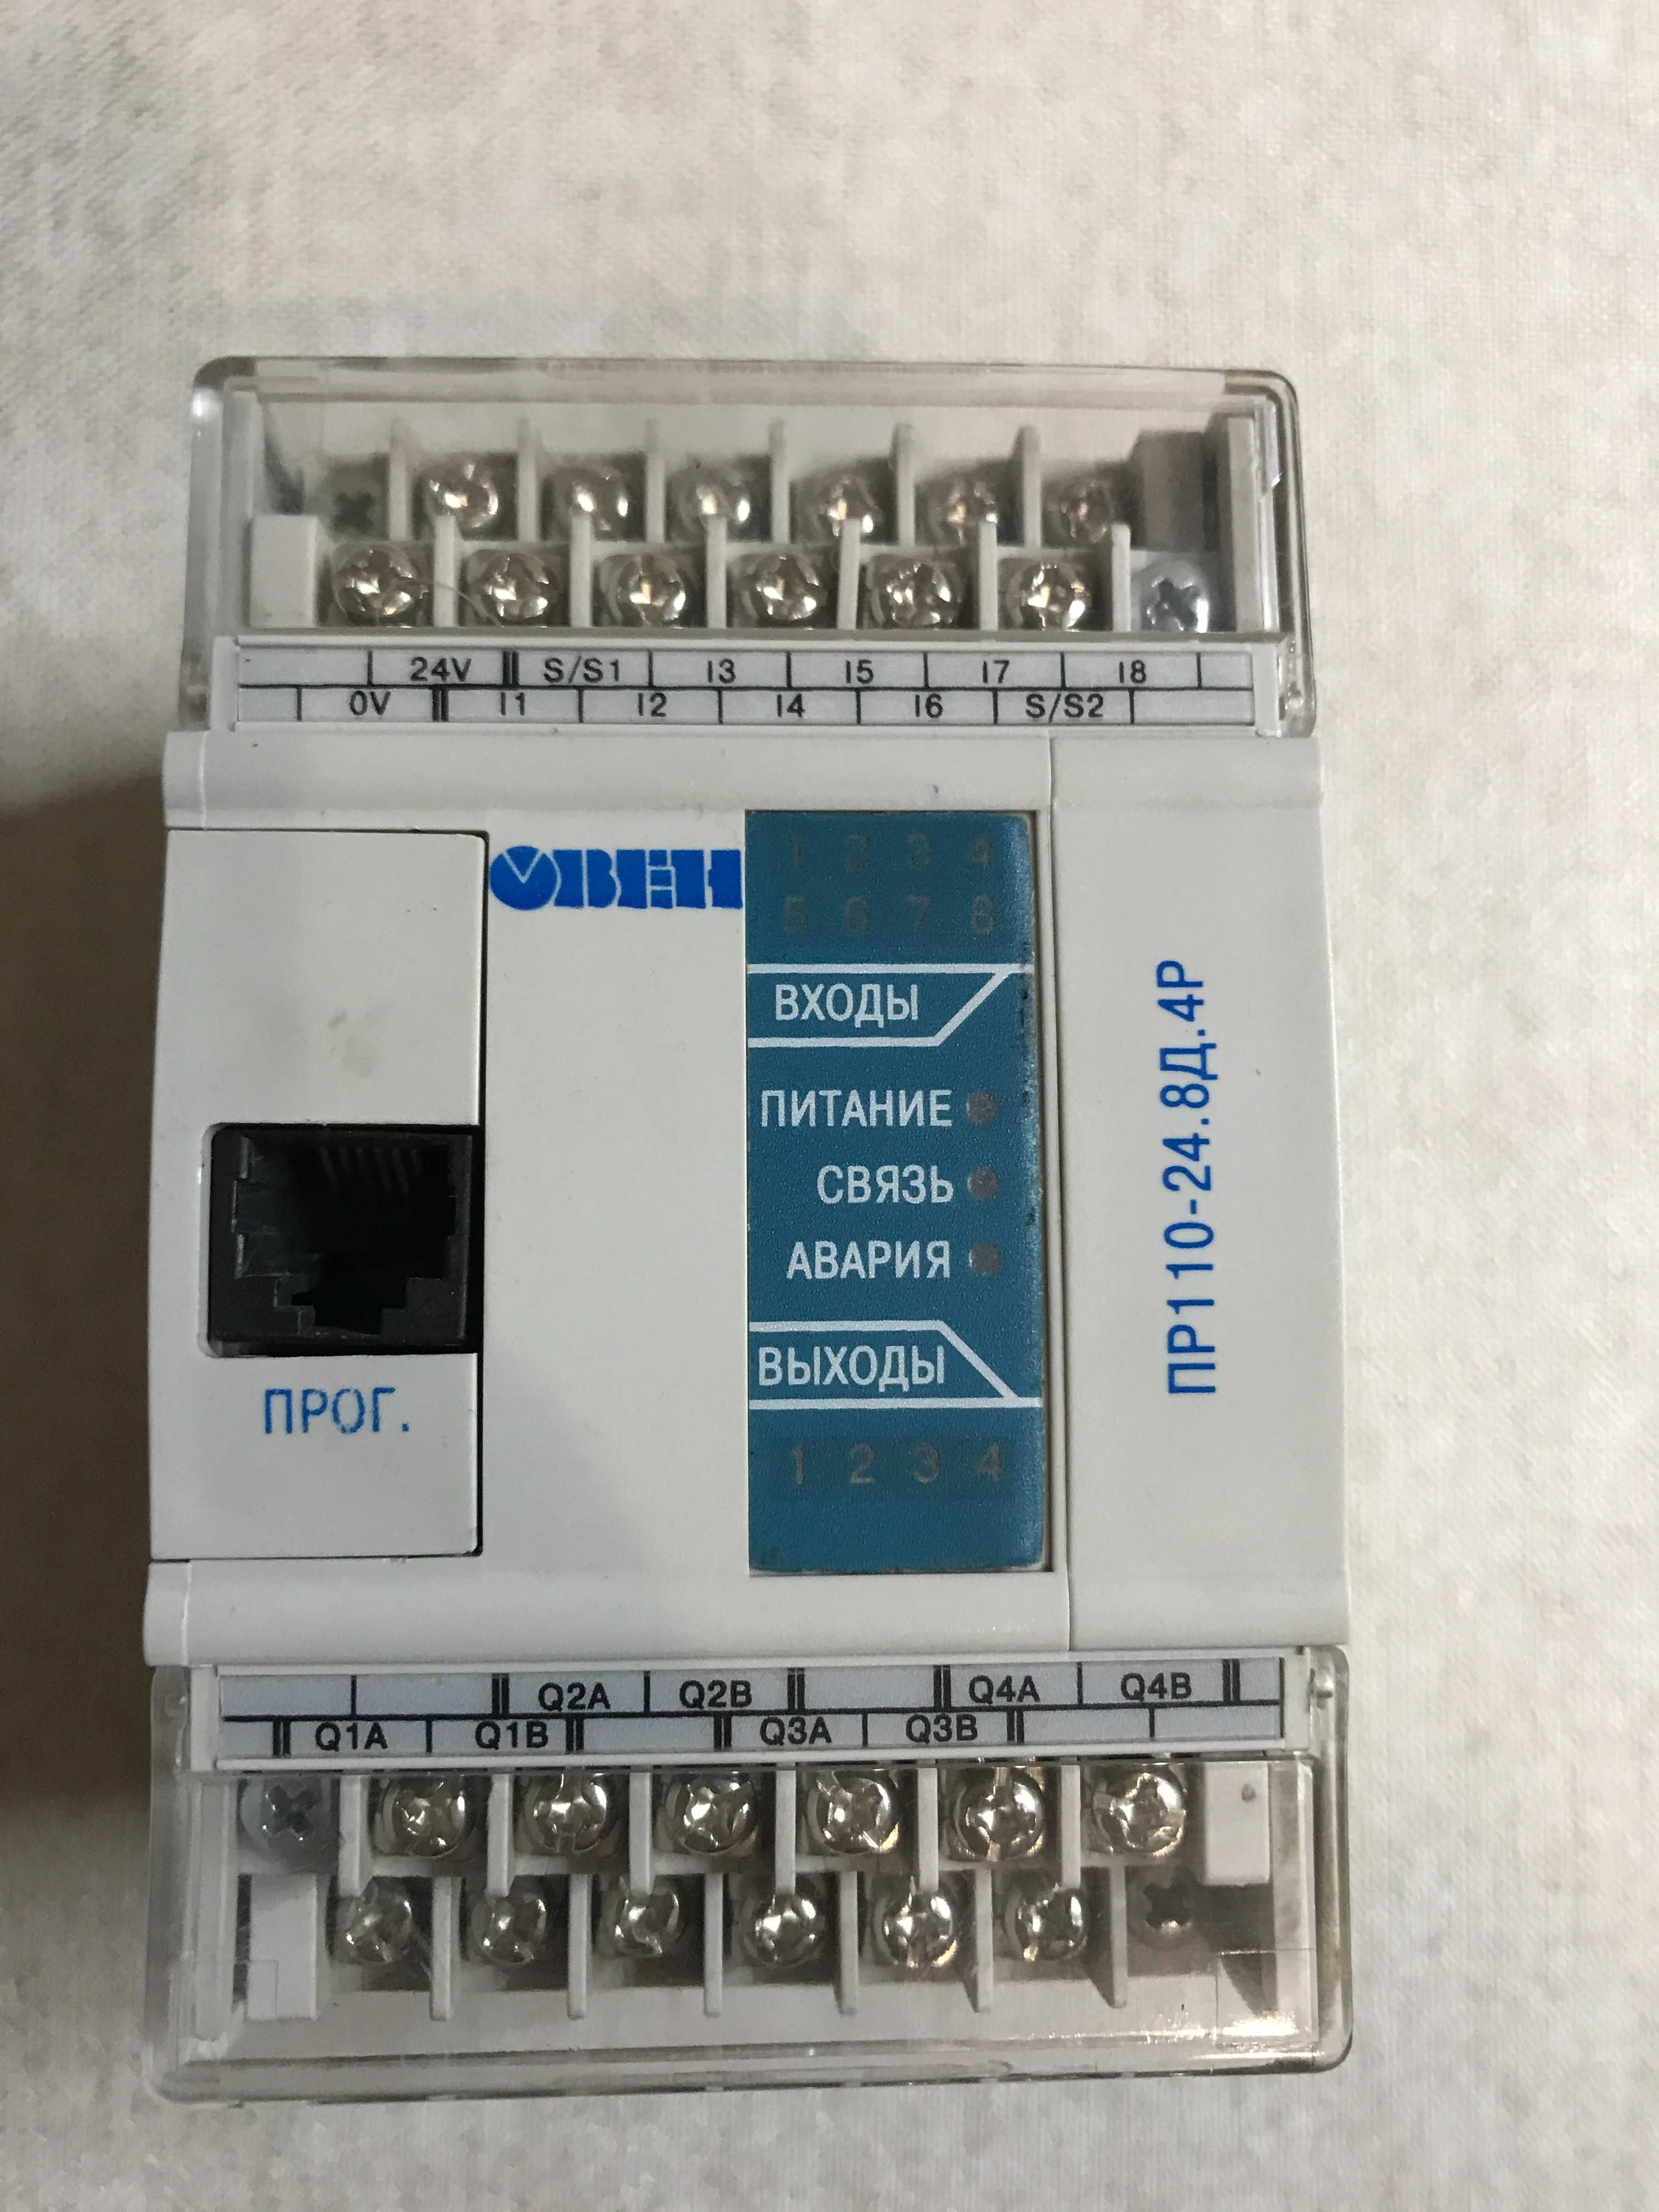 24V S/S1 I3 I5 I7 I8
0V I1 I2 I4 I6 S/S2
ОВЕН
1 2 3 4
5 6 7 8
ВХОДЫ
ПИТАНИЕ
СВЯЗЬ
АВАРИЯ
ВЫХОДЫ
1 2 3 4
ПРОГ.
ПР110-24.8Д.4Р
Q2A Q2B Q4A Q4B
Q1A Q1B Q3A Q3B